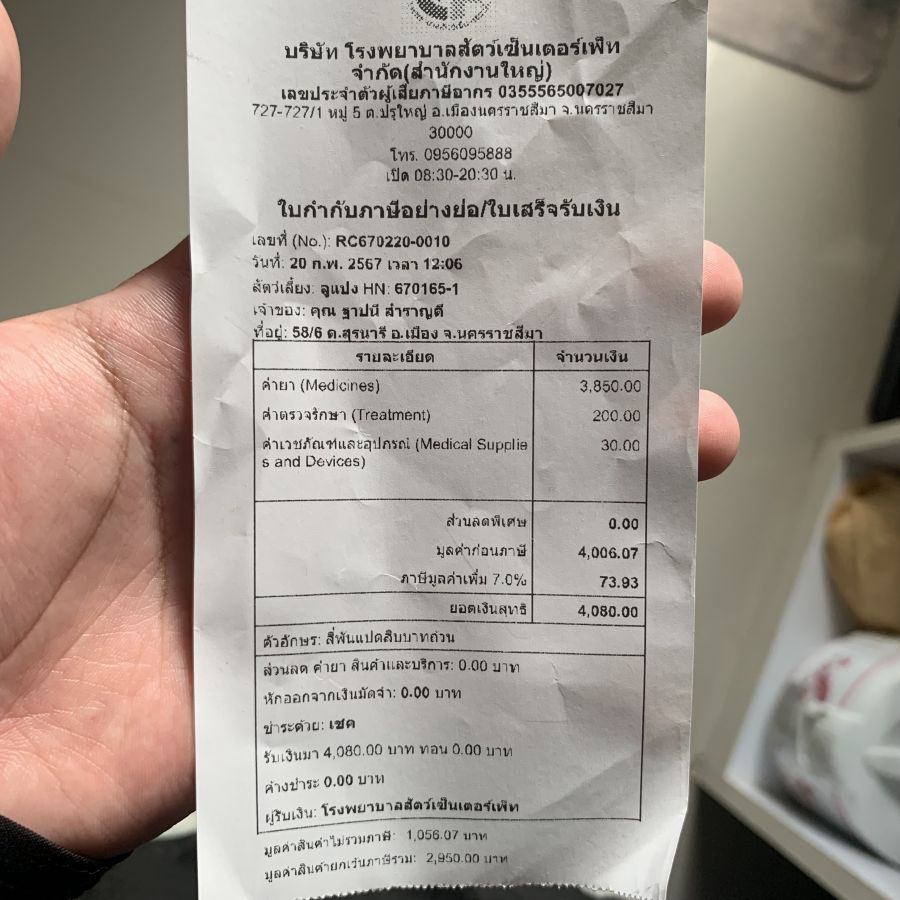 บริษัท โรงพยาบาลสัตว์เซ็นเตอร์เพ็ท
จำกัด(สำนักงานใหญ่)
เลขประจำตัวผู้เสียภาษีอากร 0355565007027
727-727/1 หมู่ 5 ต.ปรุใหญ่ อ.เมืองนครราชสีมา จ.นครราชสีมา
30000
โทร. 0956095888
เปิด 08:30-20:30 น.
ใบกำกับภาษีอย่างย่อ/ใบเสร็จรับเงิน
เลขที่ (No.): RC670220-0010
วันที่: 20 ก.พ. 2567 เวลา 12:06
สัตว์เลี้ยง: ลูแปง HN: 670165-1
เจ้าของ: คุณ ฐาปนี สำราญดี
ที่อยู่: 58/6 ต.สุรนารี อ.เมือง จ.นครราชสีมา
รายละเอียด จำนวนเงิน
ค่ายา (Medicines) 3,850.00
ค่าตรวจรักษา (Treatment) 200.00
ค่าเวชภัณฑ์และอุปกรณ์ (Medical Supplie 30.00
s and Devices)
ส่วนลดพิเศษ 0.00
มูลค่าก่อนภาษี 4,006.07
ภาษีมูลค่าเพิ่ม 7.0% 73.93
ยอดเงินสุทธิ 4,080.00
ตัวอักษร: สี่พันแปดสิบบาทถ้วน
ส่วนลด ค่ายา สินค้าและบริการ: 0.00 บาท
หักออกจากเงินมัดจำ: 0.00 บาท
ชำระด้วย: เชค
รับเงินมา 4,080.00 บาท ทอน 0.00 บาท
ค้างชำระ 0.00 บาท
ผู้รับเงิน: โรงพยาบาลสัตว์เซ็นเตอร์เพ็ท
มูลค่าสินค้าไม่รวมภาษี: 1,056.07 บาท
มูลค่าสินค้ายกเว้นภาษีรวม: 2,950.00 บาท